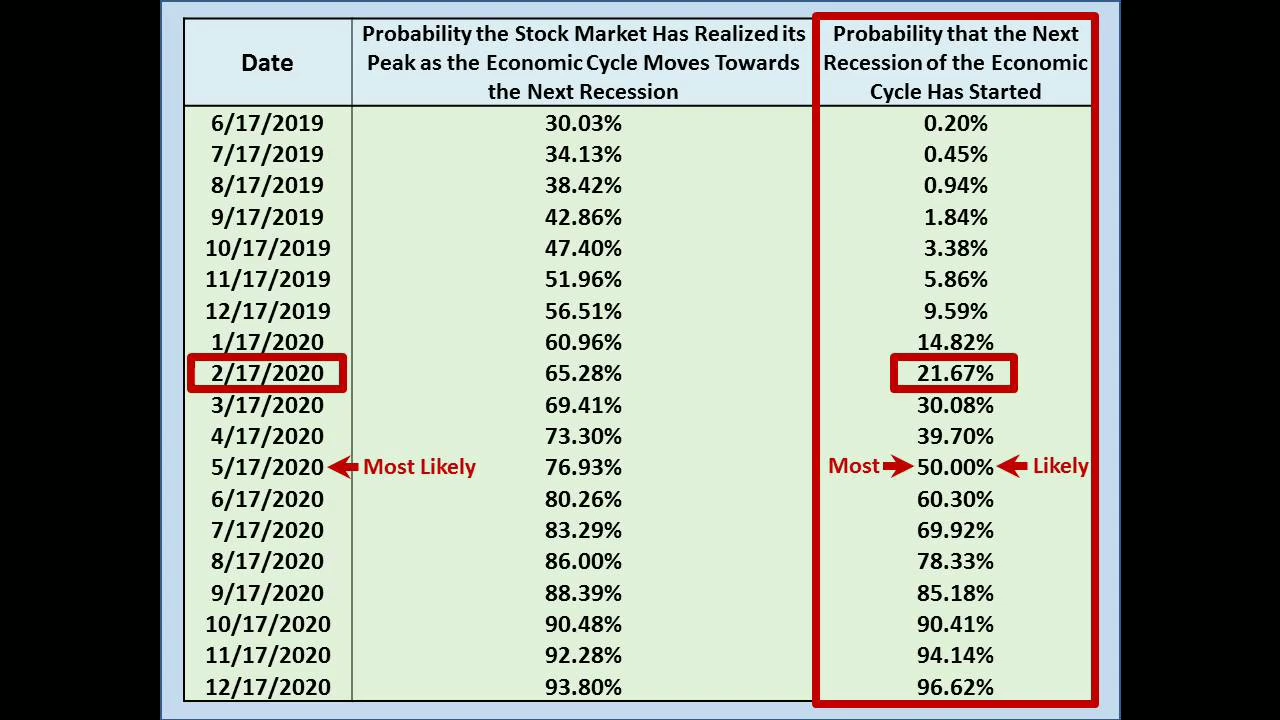 Date
Probability the Stock Market Has Realized its
Peak as the Economic Cycle Moves Towards
the Next Recession
Probability that the Next
Recession of the Economic
Cycle Has Started
6/17/2019 30.03% 0.20%
7/17/2019 34.13% 0.45%
8/17/2019 38.42% 0.94%
9/17/2019 42.86% 1.84%
10/17/2019 47.40% 3.38%
11/17/2019 51.96% 5.86%
12/17/2019 56.51% 9.59%
1/17/2020 60.96% 14.82%
2/17/2020 65.28% 21.67%
3/17/2020 69.41% 30.08%
4/17/2020 73.30% 39.70%
5/17/2020 Most Likely 76.93% Most 50.00% Likely
6/17/2020 80.26% 60.30%
7/17/2020 83.29% 69.92%
8/17/2020 86.00% 78.33%
9/17/2020 88.39% 85.18%
10/17/2020 90.48% 90.41%
11/17/2020 92.28% 94.14%
12/17/2020 93.80% 96.62%